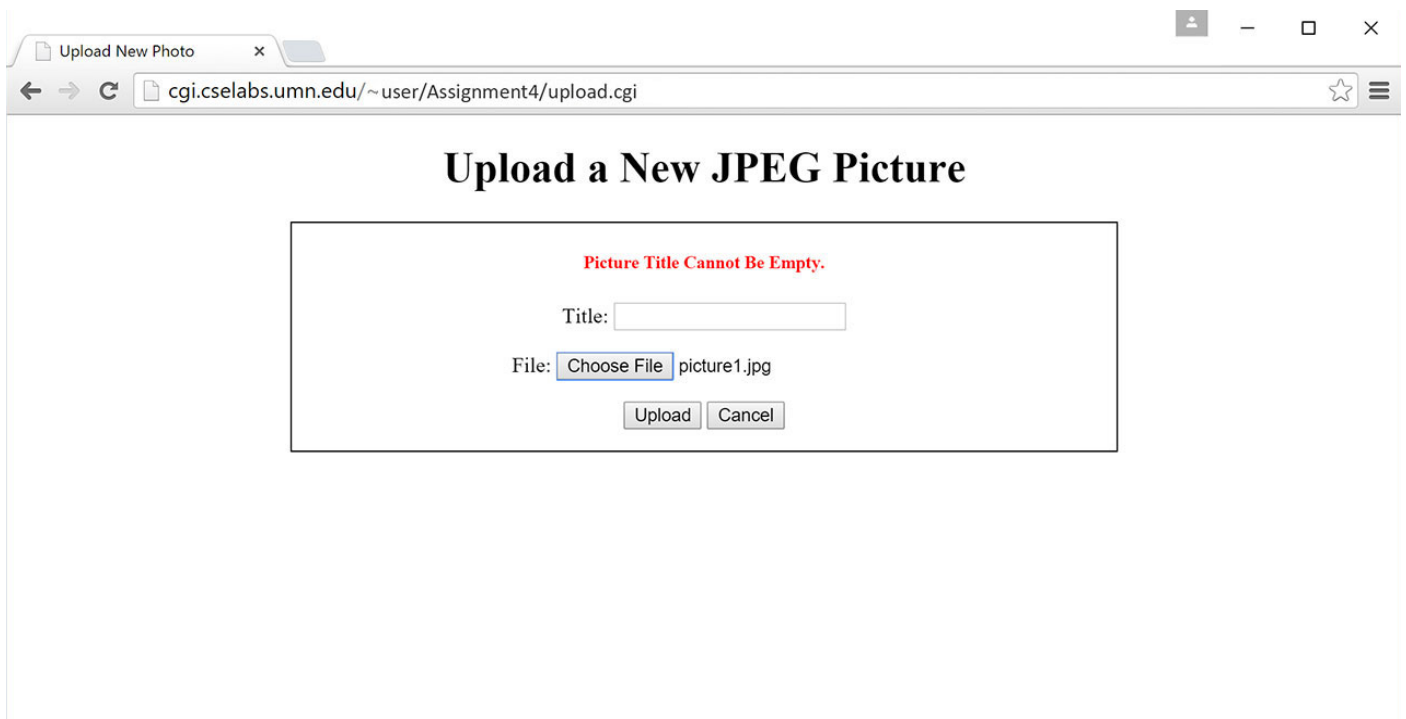 Upload New Photo
cgi.cselabs.umn.edu/~user/Assignment4/upload.cgi
Upload a New JPEG Picture
Picture Title Cannot Be Empty.
Title:
File: Choose File picture1.jpg
Upload Cancel